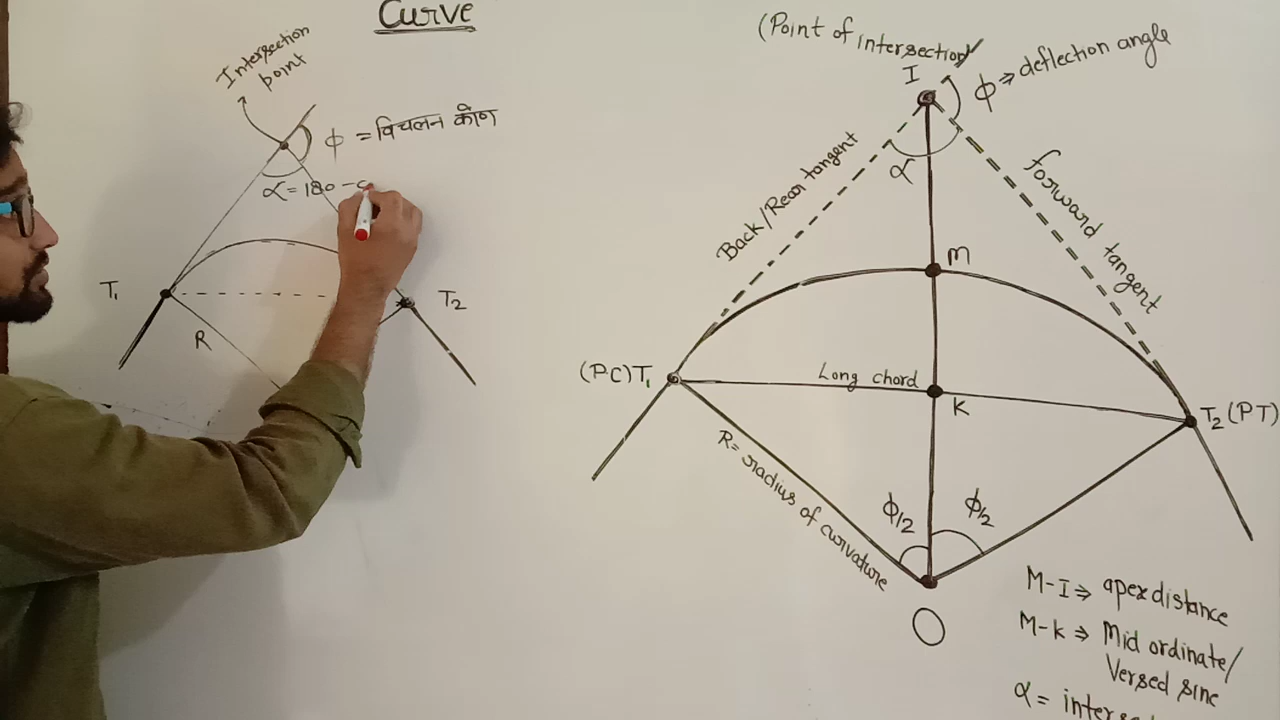 Curve
Intersection
point
ϕ = विचलन कोण
α = 180 -
T₁
T₂
R
(Point of intersection)
I
ϕ ⇒ deflection angle
α
Back/Rear tangent
forward tangent
M
(PC) T₁
Long chord
K
T₂ (PT)
R = radius of curvature
ϕ/2
ϕ/2
O
M-I ⇒ apex distance
M-K ⇒ Mid ordinate/
Versed sine
α =